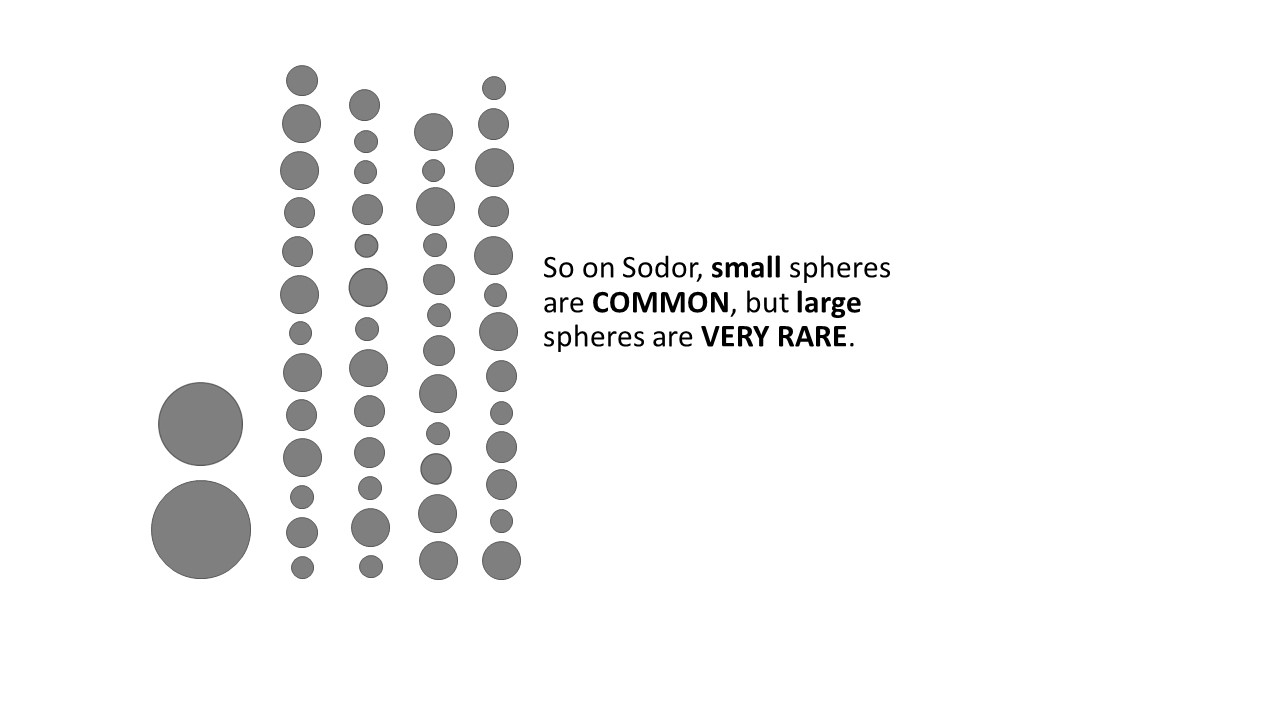 So on Sodor, small spheres
are COMMON, but large
spheres are VERY RARE.